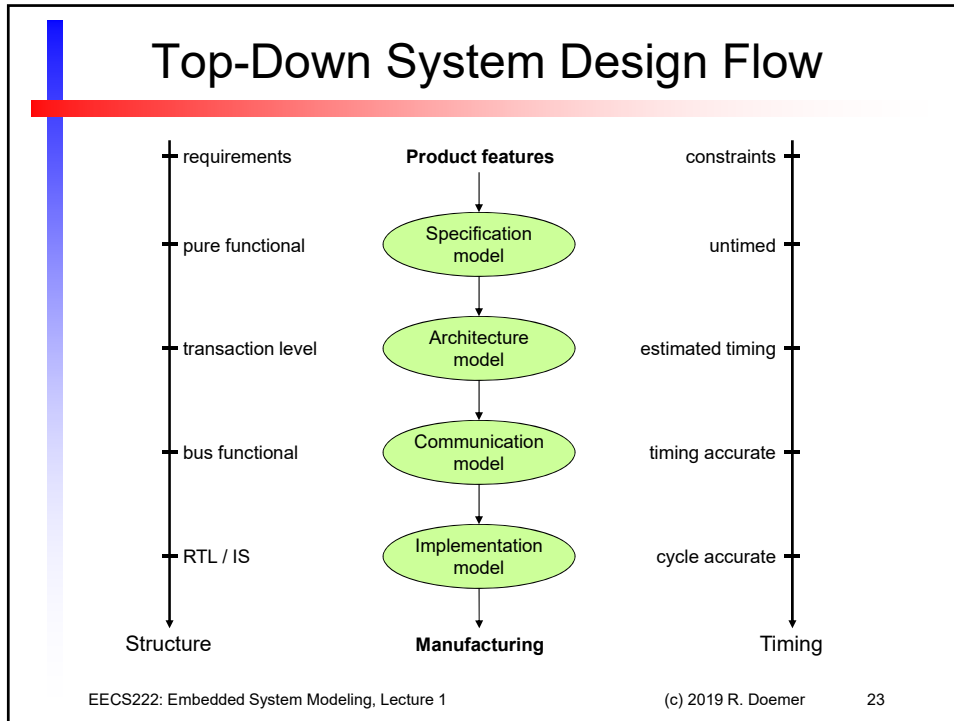 Top-Down System Design Flow
requirements
Product features
constraints
pure functional
Specification
model
untimed
transaction level
Architecture
model
estimated timing
bus functional
Communication
model
timing accurate
RTL / IS
Implementation
model
cycle accurate
Structure
Manufacturing
Timing
EECS222: Embedded System Modeling, Lecture 1
(c) 2019 R. Doemer
23